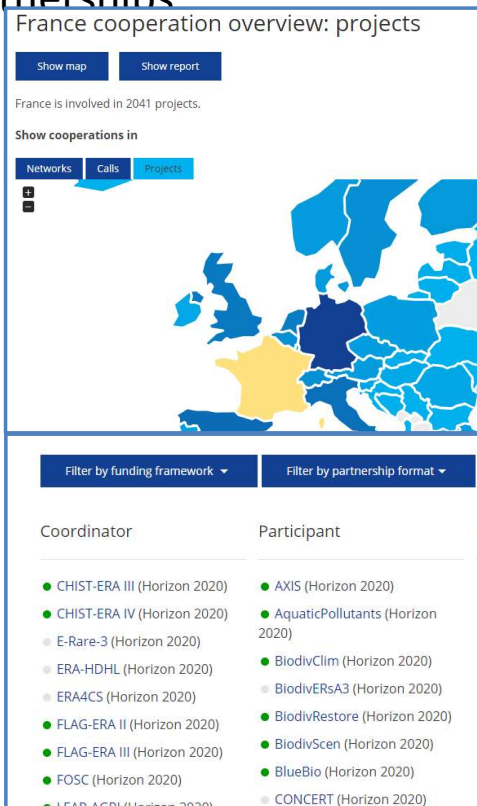 France cooperation overview: projects
Show map
Show report
France is involved in 2041 projects.
Show cooperations in
Networks
Calls
Projects
+
-
Filter by funding framework
Filter by partnership format
Coordinator
CHIST-ERA III (Horizon 2020)
CHIST-ERA IV (Horizon 2020)
E-Rare-3 (Horizon 2020)
ERA-HDHL (Horizon 2020)
ERA4CS (Horizon 2020)
FLAG-ERA II (Horizon 2020)
FLAG-ERA III (Horizon 2020)
FOSC (Horizon 2020)
Participant
AXIS (Horizon 2020)
AquaticPollutants (Horizon
2020)
BiodivClim (Horizon 2020)
BiodivERsA3 (Horizon 2020)
BiodivRestore (Horizon 2020)
BiodivScen (Horizon 2020)
BlueBio (Horizon 2020)
CONCERT (Horizon 2020)